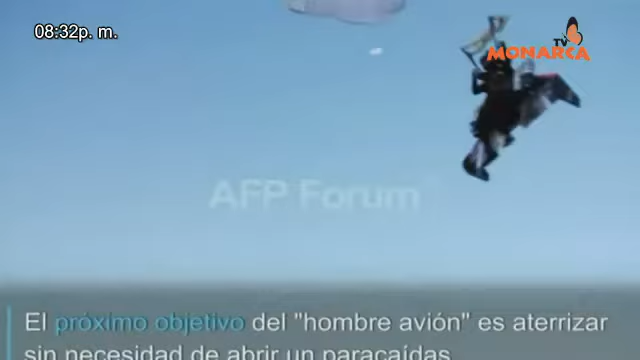 08:32p. m.
TV
MONARCA
AFP Forum
El próximo objetivo del "hombre avión" es aterrizar
sin necesidad de abrir un paracaídas